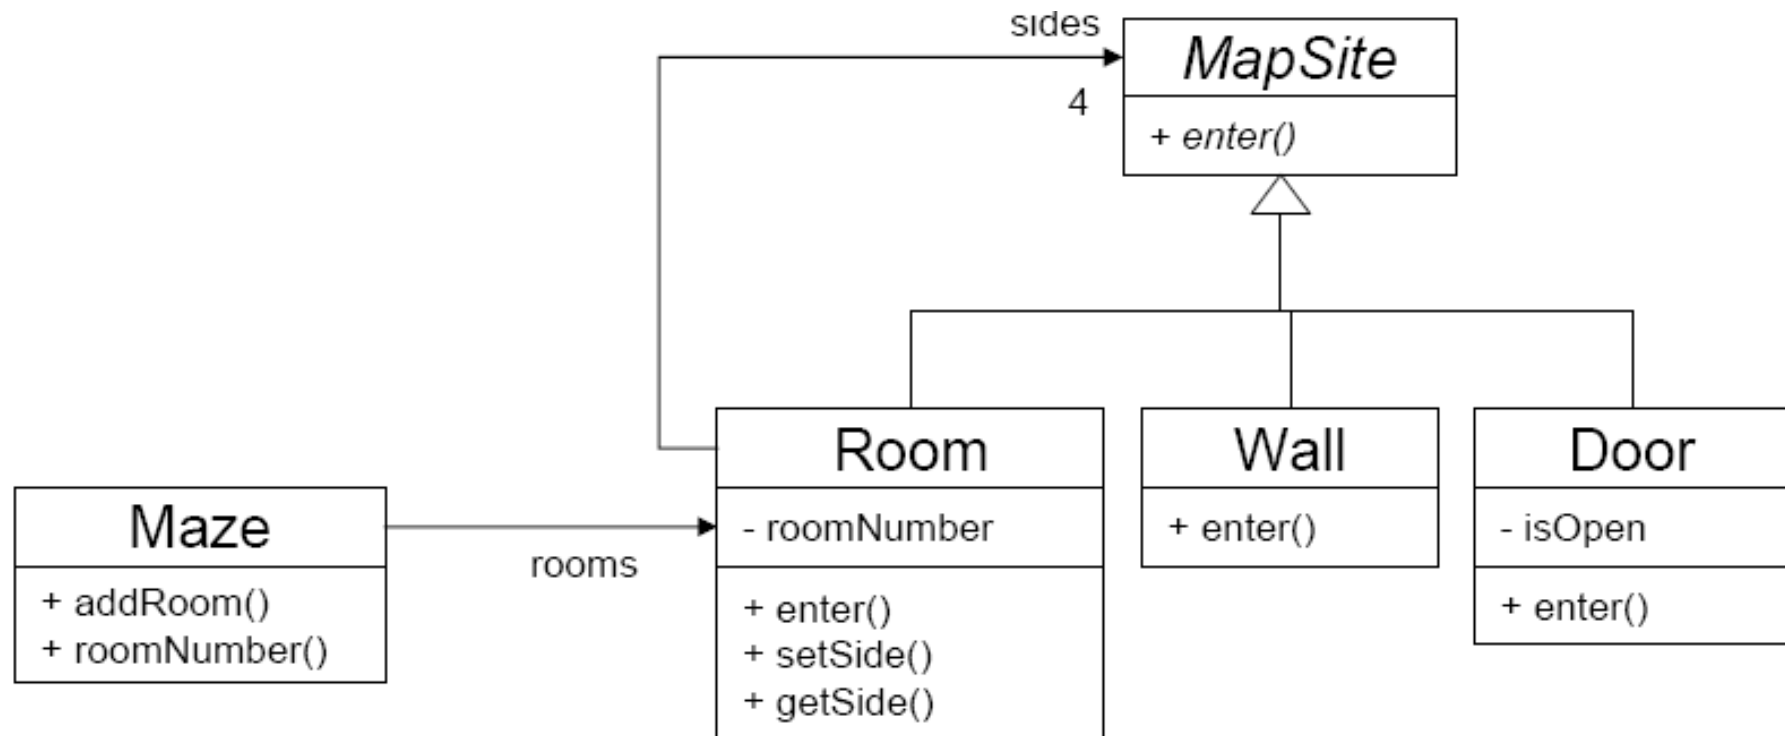 sides
4
MapSite
+ enter()
Room
- roomNumber
+ enter()
+ setSide()
+ getSide()
Wall
+ enter()
Door
- isOpen
+ enter()
Maze
+ addRoom()
+ roomNumber()
rooms